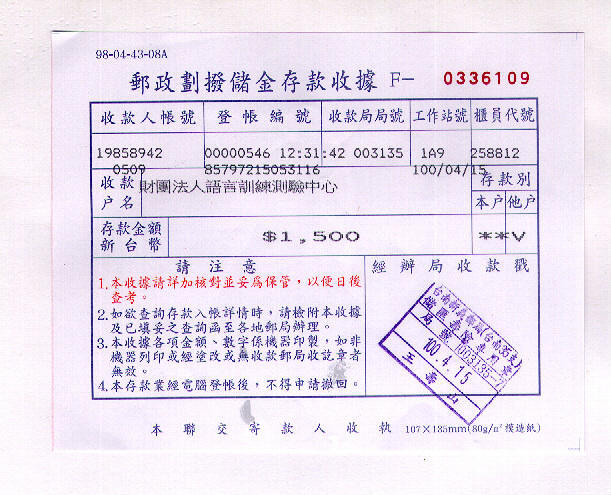 98-04-43-08A
郵政劃撥儲金存款收據 F- 0336109
收款人帳號 登帳編號 收款局局號 工作站號 櫃員代號
19858942 00000546 12:31:42 003135 1A9 258812
0509 85797215053116 100/04/15
收款戶名 財團法人語言訓練測驗中心 存款別
本戶 他戶
存款金額
新台幣 $1,500 **V
請注意 經辦局收款戳
1.本收據請詳加核對並妥為保管，以便日後
查考。
2.如欲查詢存款入帳詳情時，請檢附本收據
及已填妥之查詢函至各地郵局辦理。
3.本收據各項金額、數字係機器印製，如非
機器列印或經塗改或無收款郵局收訖章者
無效。
4.本存款業經電腦登帳後，不得申請撤回。
局號 003135-7
100.4.15
本聯交寄款人收執 107×135mm(80g/㎡模造紙)